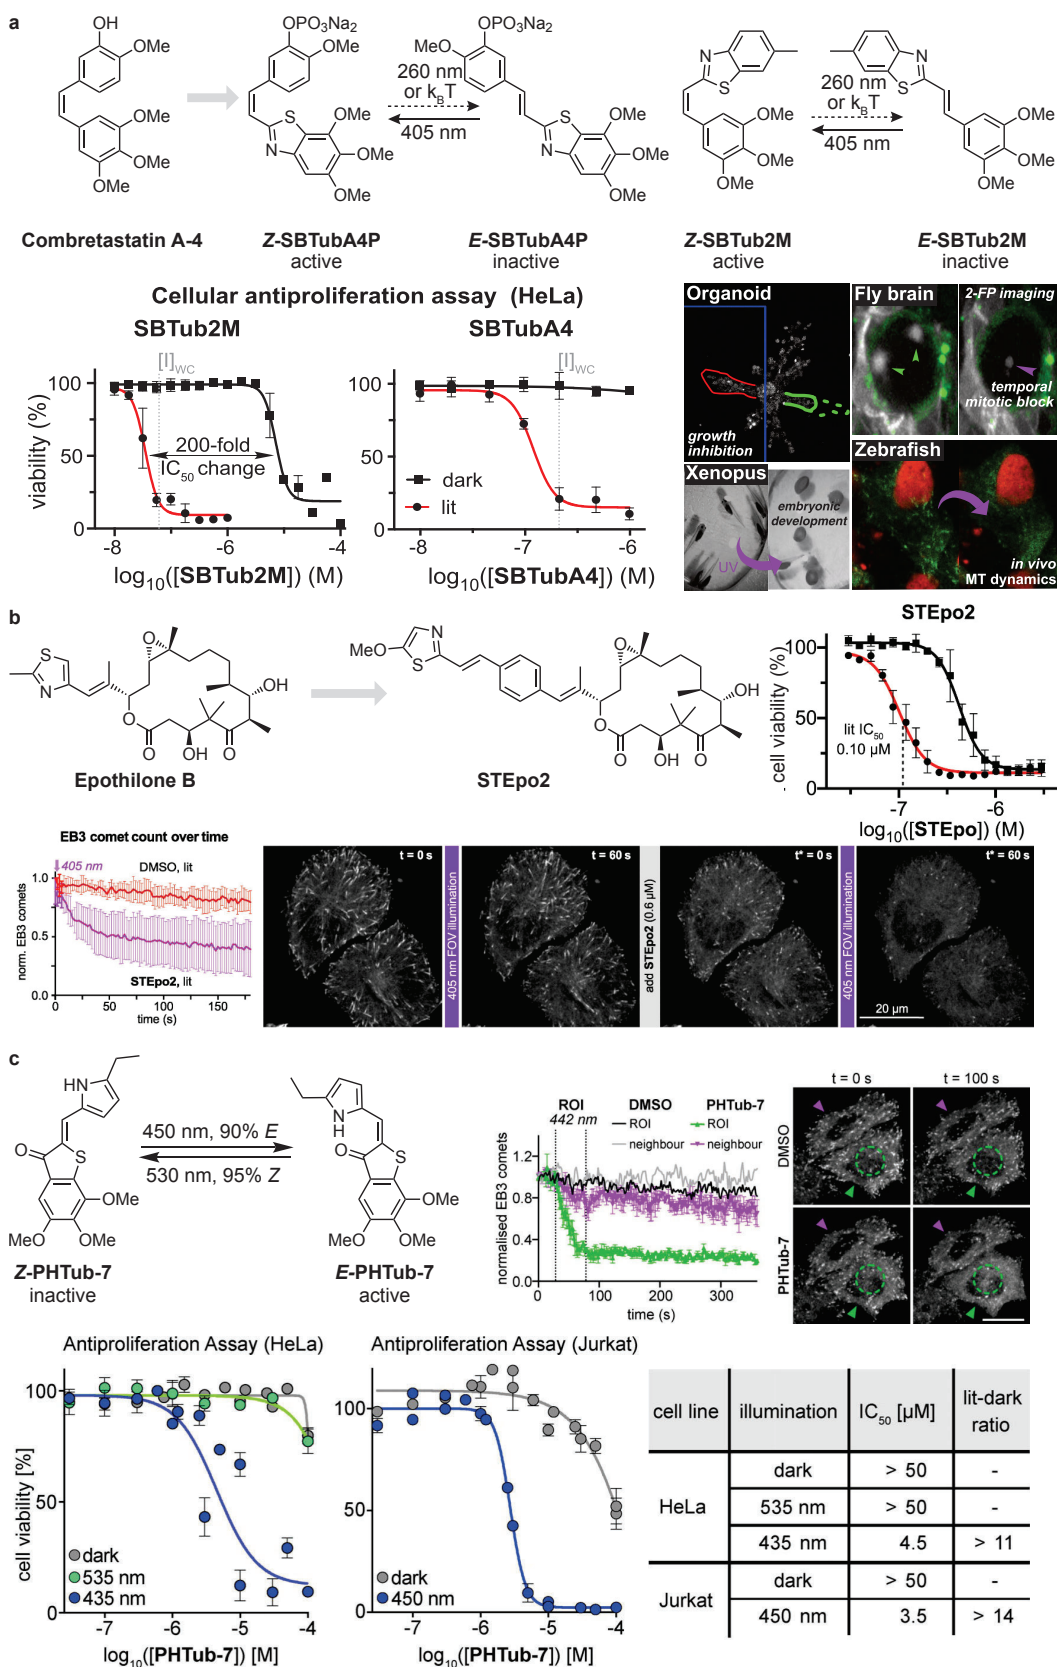 a
OH
OMe
OMe
OMe
OMe
OPO₃Na₂
OMe
S
N
OMe
OMe
OMe
260 nm
or k_BT
405 nm
OPO₃Na₂
MeO
S
N
OMe
OMe
OMe
N
S
OMe
OMe
OMe
260 nm
or k_BT
405 nm
N
S
OMe
OMe
OMe
Combretastatin A-4
Z-SBTubA4P
active
E-SBTubA4P
inactive
Z-SBTub2M
active
E-SBTub2M
inactive
Cellular antiproliferation assay (HeLa)
SBTub2M
SBTubA4
[I]WC
[I]WC
viability (%)
100
50
0
200-fold
IC₅₀ change
-8
-6
-4
log₁₀([SBTub2M]) (M)
100
50
0
dark
lit
-8
-7
-6
log₁₀([SBTubA4]) (M)
Organoid
growth
inhibition
Fly brain
2-FP imaging
temporal
mitotic block
Xenopus
embryonic
development
UV
Zebrafish
in vivo
MT dynamics
b
S
N
O
O
O
OH
O
OH
Epothilone B
MeO
S
N
O
O
O
OH
O
OH
STEpo2
STEpo2
cell viability (%)
100
50
0
lit IC₅₀
0.10 µM
-7
-6
log₁₀([STEpo]) (M)
EB3 comet count over time
405 nm
DMSO, lit
STEpo2, lit
norm. EB3 comets
1.0
0.5
0.0
0
50
100
150
time (s)
t = 0 s
405 nm FOV illumination
t = 60 s
add STEpo2 (0.6 µM)
t* = 0 s
405 nm FOV illumination
t* = 60 s
20 µm
c
HN
O
S
OMe
MeO
OMe
450 nm, 90% E
530 nm, 95% Z
N
H
O
S
OMe
MeO
OMe
Z-PHTub-7
inactive
E-PHTub-7
active
ROI
442 nm
DMSO
ROI
neighbour
PHTub-7
ROI
neighbour
normalised EB3 comets
1.2
0.8
0.4
0.0
0
100
200
300
time (s)
t = 0 s
t = 100 s
DMSO
PHTub-7
Antiproliferation Assay (HeLa)
cell viability [%]
100
50
0
dark
535 nm
435 nm
-7
-6
-5
-4
log₁₀([PHTub-7]) [M]
Antiproliferation Assay (Jurkat)
100
50
0
dark
450 nm
-7
-6
-5
-4
log₁₀([PHTub-7]) [M]
cell line
illumination
IC₅₀ [µM]
lit-dark
ratio
HeLa
dark
> 50
-
535 nm
> 50
-
435 nm
4.5
> 11
Jurkat
dark
> 50
-
450 nm
3.5
> 14